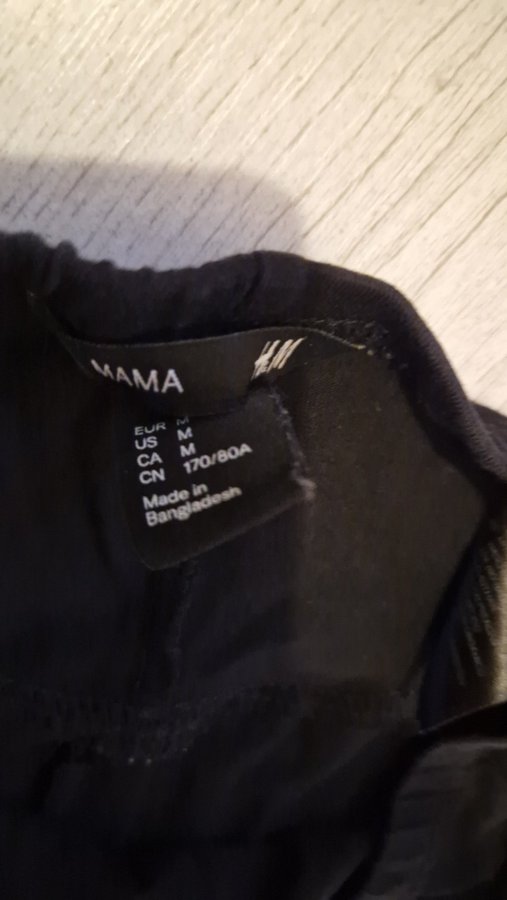 MAMA H&M
EUR M
US M
CA M
CN 170/80A
Made in
Bangladesh